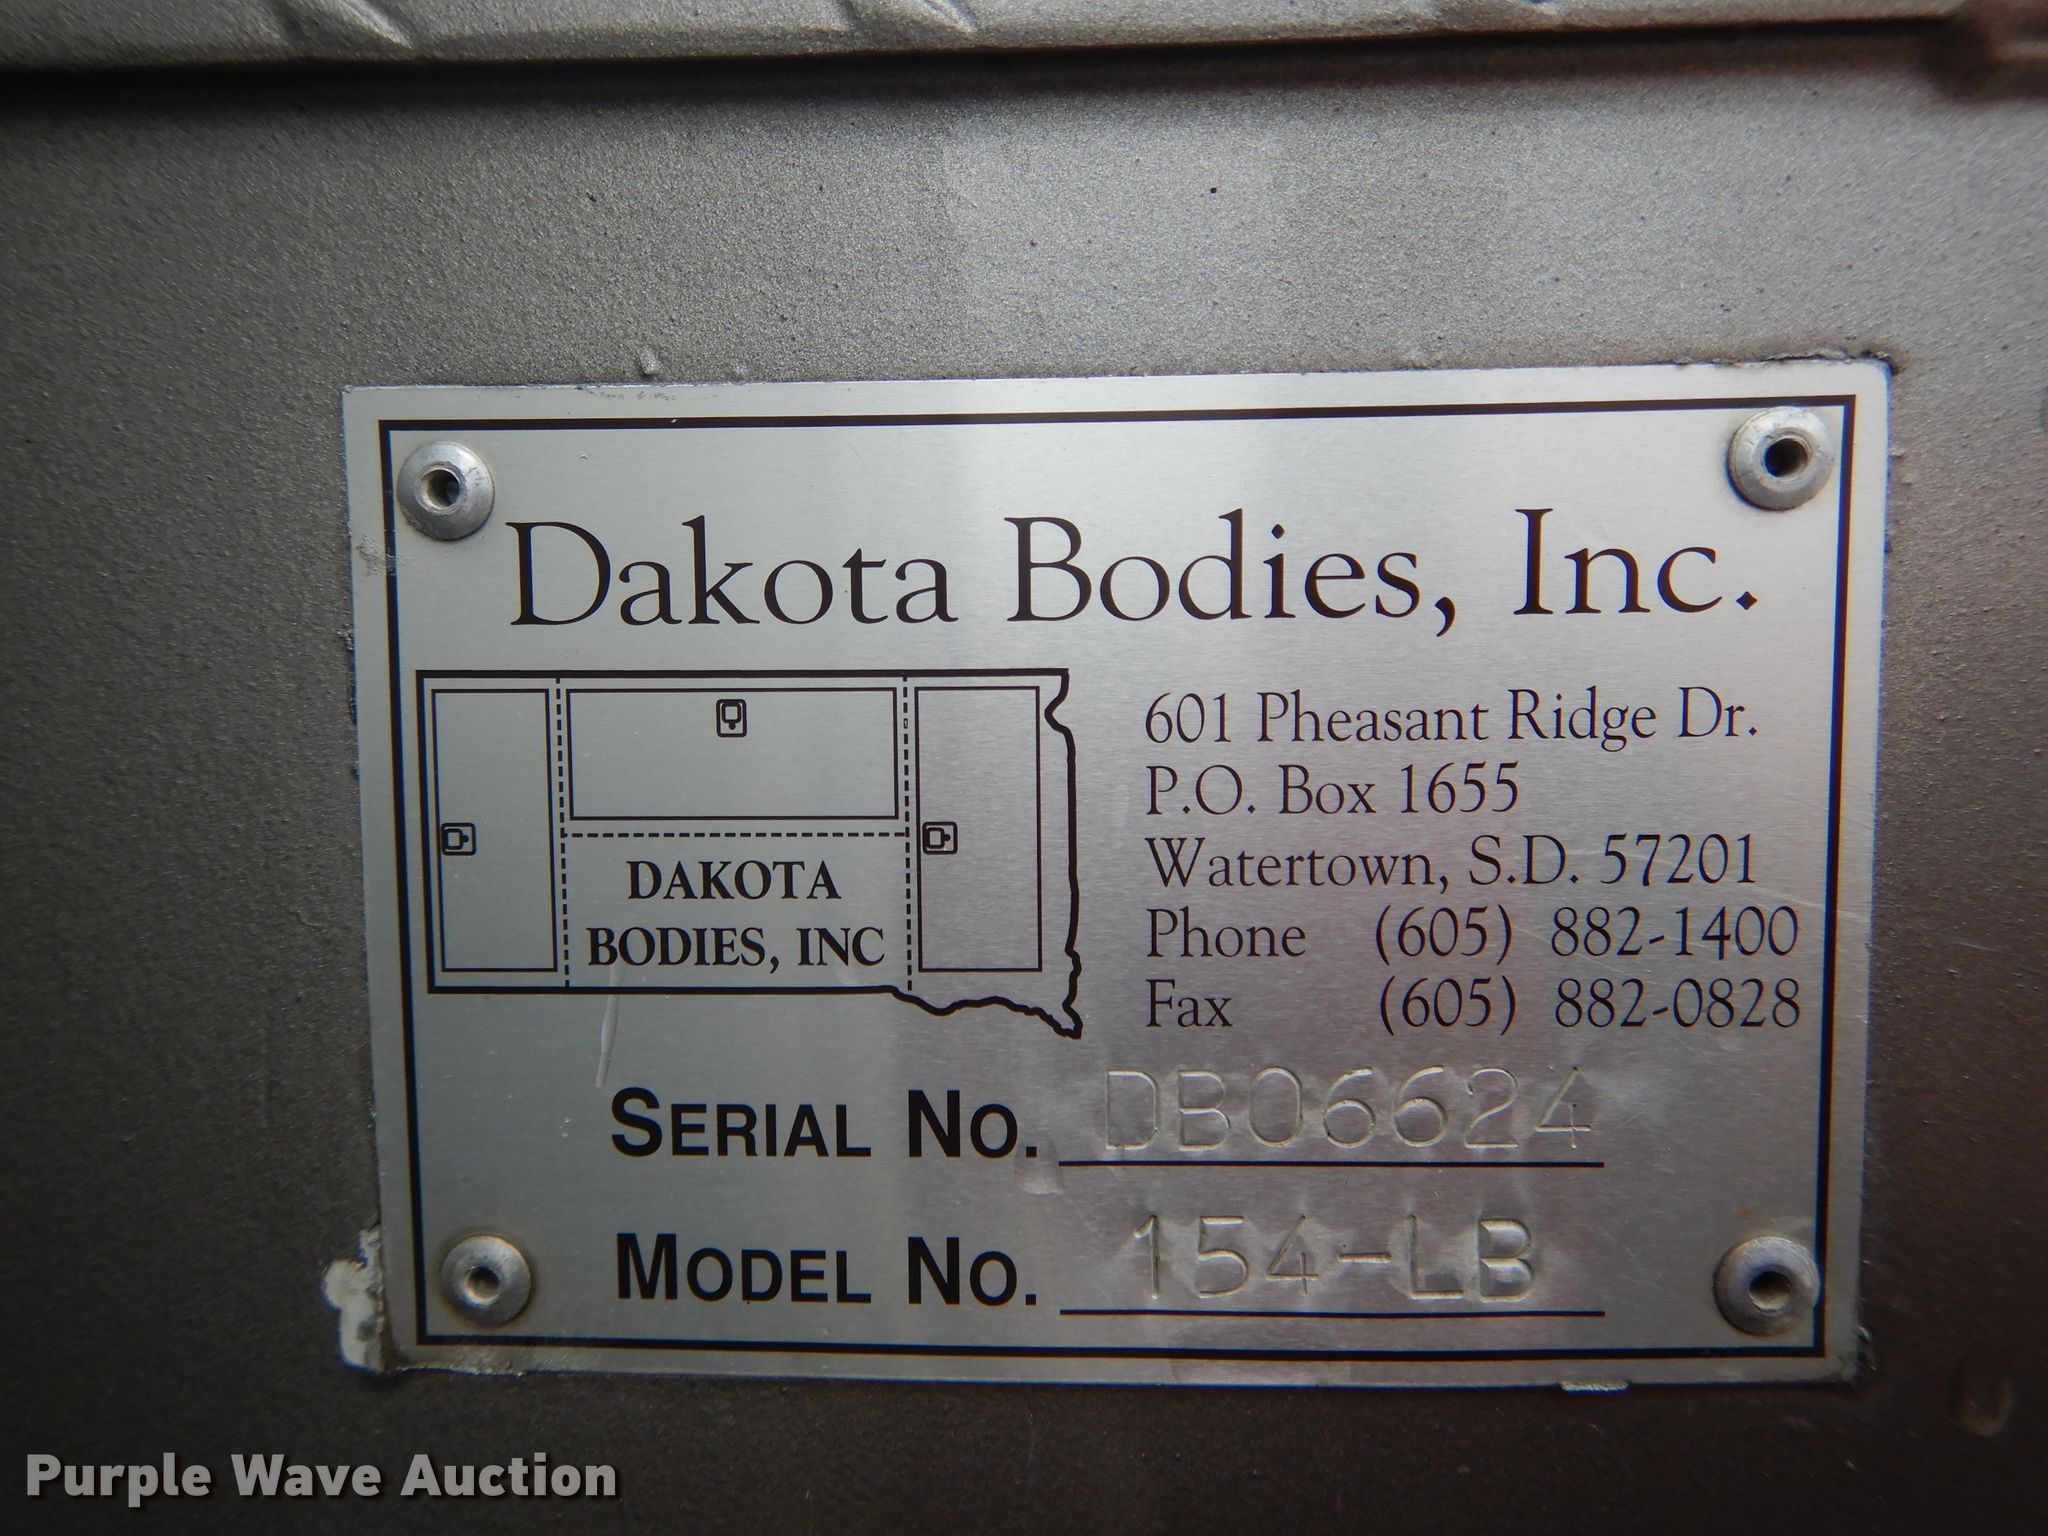 Dakota Bodies, Inc.
DAKOTA
BODIES, INC
601 Pheasant Ridge Dr.
P.O. Box 1655
Watertown, S.D. 57201
Phone (605) 882-1400
Fax (605) 882-0828
SERIAL NO. DB06624
MODEL NO. 154-LB
Purple Wave Auction